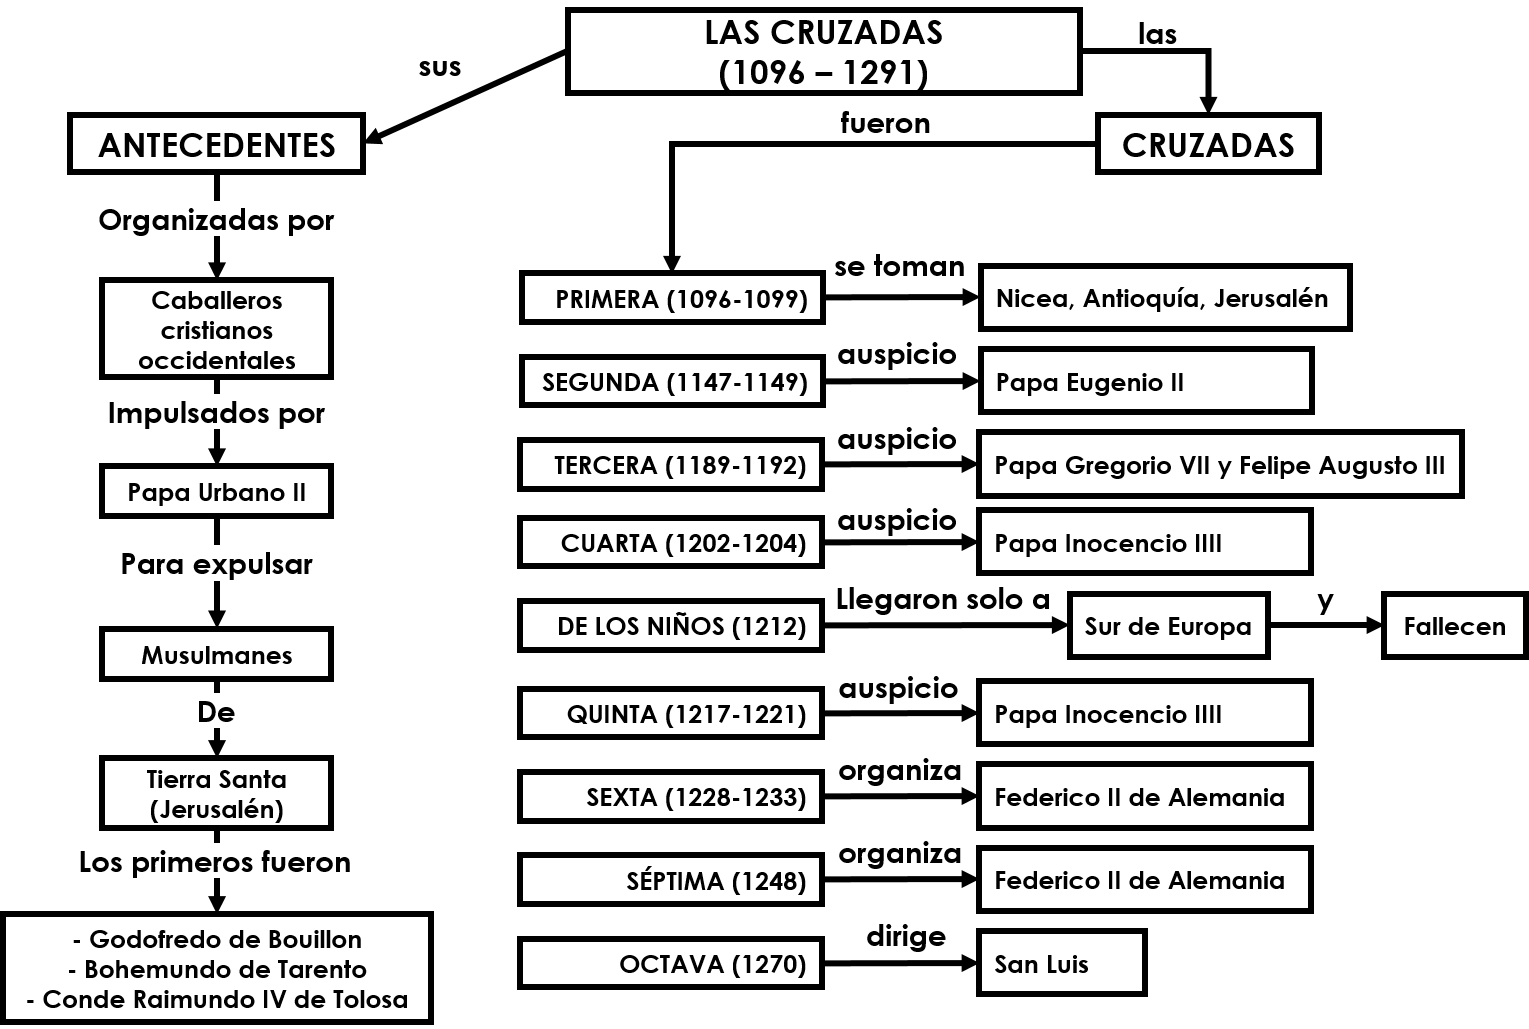 LAS CRUZADAS
(1096 – 1291)
sus
las
ANTECEDENTES
fueron
CRUZADAS
Organizadas por
Caballeros
cristianos
occidentales
Impulsados por
Papa Urbano II
Para expulsar
Musulmanes
De
Tierra Santa
(Jerusalén)
Los primeros fueron
- Godofredo de Bouillon
- Bohemundo de Tarento
- Conde Raimundo IV de Tolosa
PRIMERA (1096-1099)
se toman
Nicea, Antioquía, Jerusalén
SEGUNDA (1147-1149)
auspicio
Papa Eugenio II
TERCERA (1189-1192)
auspicio
Papa Gregorio VII y Felipe Augusto III
CUARTA (1202-1204)
auspicio
Papa Inocencio IIII
DE LOS NIÑOS (1212)
Llegaron solo a
Sur de Europa
y
Fallecen
QUINTA (1217-1221)
auspicio
Papa Inocencio IIII
SEXTA (1228-1233)
organiza
Federico II de Alemania
SÉPTIMA (1248)
organiza
Federico II de Alemania
OCTAVA (1270)
dirige
San Luis